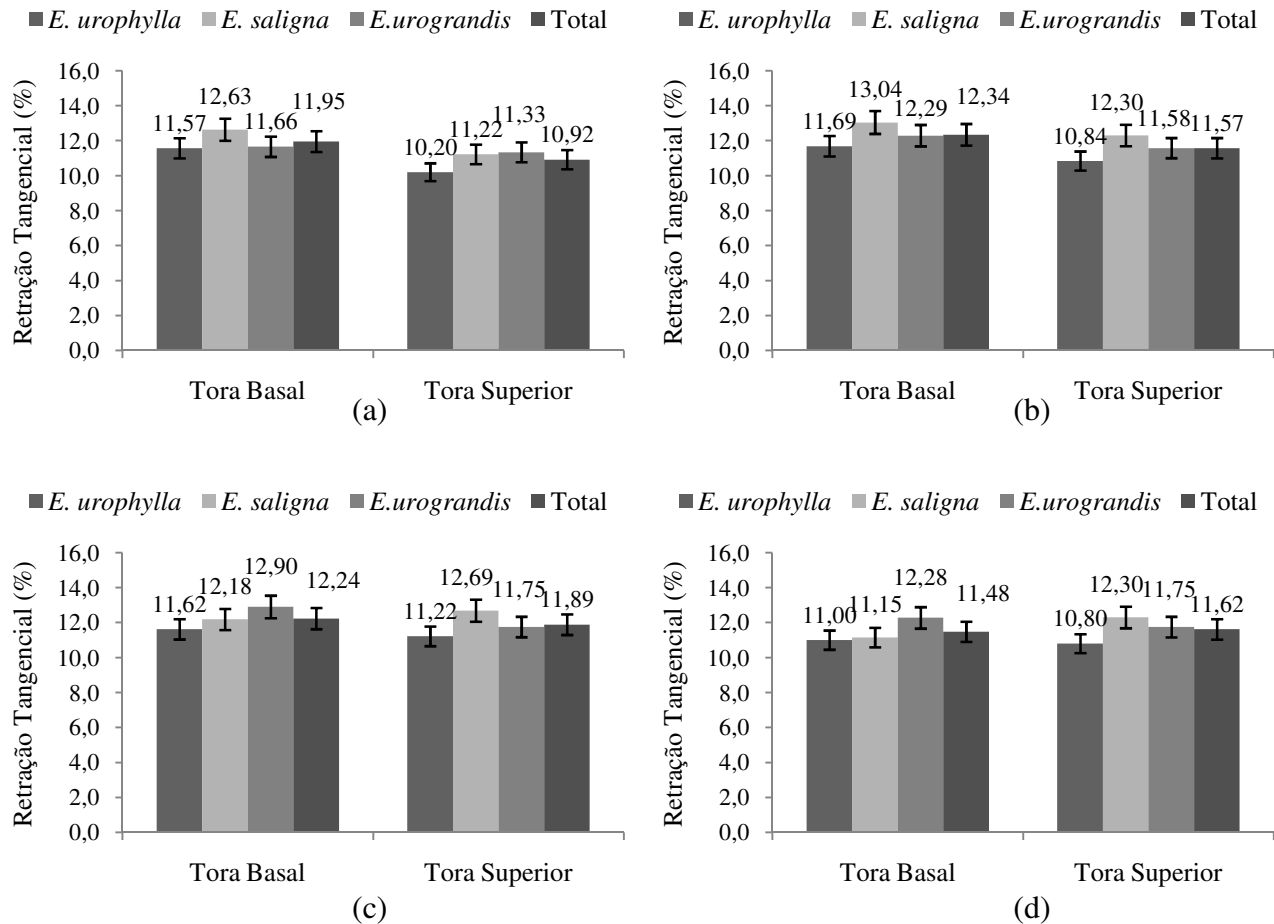 E. urophylla E. saligna E.urograndis Total
Retração Tangencial (%)
16,0
14,0
12,0
10,0
8,0
6,0
4,0
2,0
0,0
11,57 12,63 11,66 11,95
10,20 11,22 11,33 10,92
Tora Basal Tora Superior
(a)
E. urophylla E. saligna E.urograndis Total
Retração Tangencial (%)
16,0
14,0
12,0
10,0
8,0
6,0
4,0
2,0
0,0
11,69 13,04 12,29 12,34
10,84 12,30 11,58 11,57
Tora Basal Tora Superior
(b)
E. urophylla E. saligna E.urograndis Total
Retração Tangencial (%)
16,0
14,0
12,0
10,0
8,0
6,0
4,0
2,0
0,0
11,62 12,18 12,90 12,24
11,22 12,69 11,75 11,89
Tora Basal Tora Superior
(c)
E. urophylla E. saligna E.urograndis Total
Retração Tangencial (%)
16,0
14,0
12,0
10,0
8,0
6,0
4,0
2,0
0,0
11,00 11,15 12,28 11,48
10,80 12,30 11,75 11,62
Tora Basal Tora Superior
(d)